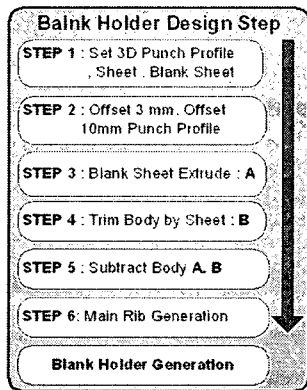 Balnk Holder Design Step
STEP 1 : Set 3D Punch Profile
, Sheet . Blank Sheet
STEP 2 : Offset 3 mm. Offset
10mm Punch Profile
STEP 3 : Blank Sheet Extrude : A
STEP 4 : Trim Body by Sheet : B
STEP 5 : Subtract Body A. B
STEP 6: Main Rib Generation
Blank Holder Generation